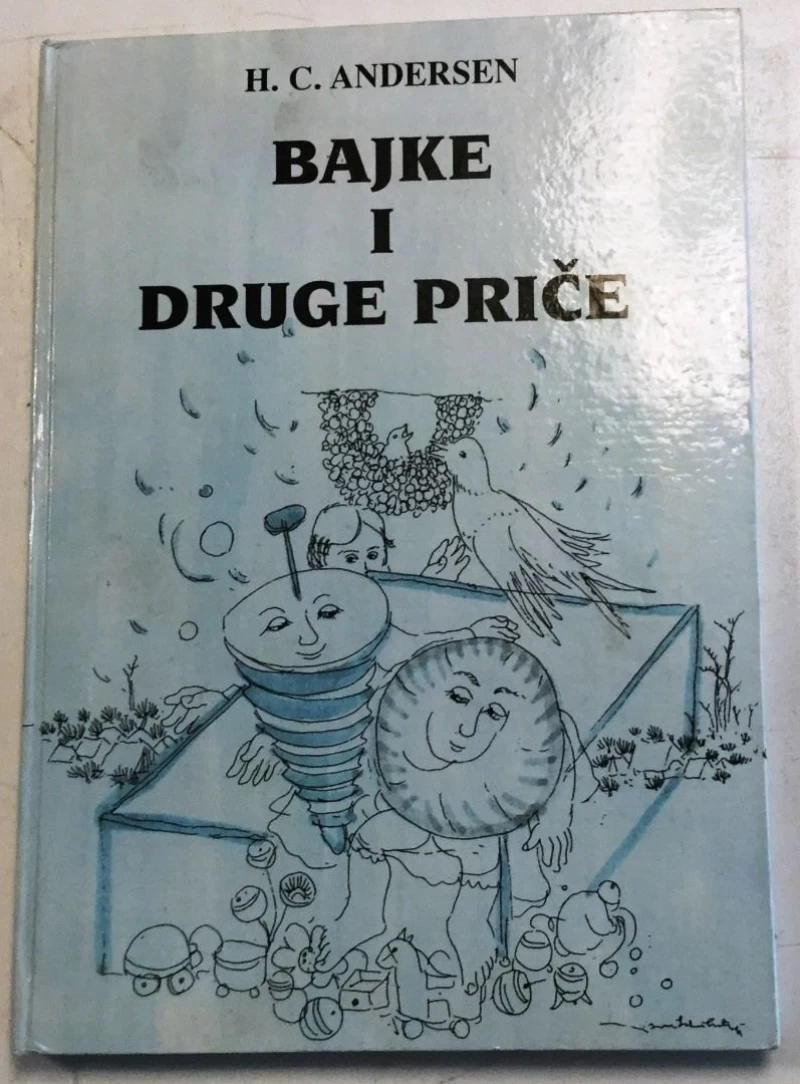 H. C. ANDERSEN
BAJKE
I
DRUGE PRIČE